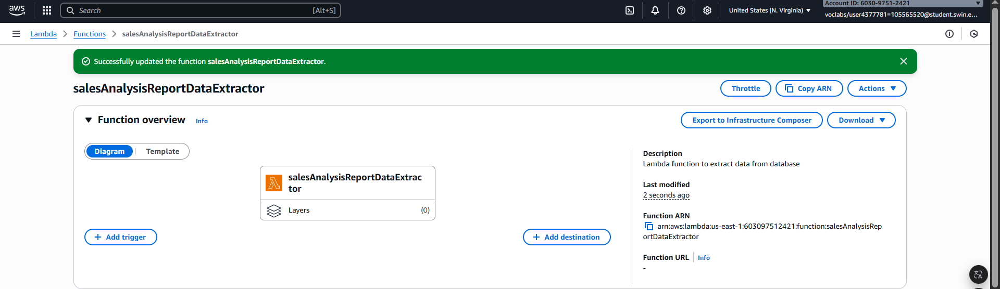 aws
Search [Alt+S]
United States (N. Virginia)
Account ID: 6030-9751-2421
voclabs/user4377781=105565520@student.swin.e...
Lambda
Functions
salesAnalysisReportDataExtractor
Successfully updated the function salesAnalysisReportDataExtractor.
salesAnalysisReportDataExtractor
Throttle
Copy ARN
Actions
Function overview
Info
Export to Infrastructure Composer
Download
Diagram
Template
salesAnalysisReportDataExtrac
tor
Layers
(0)
Add trigger
Add destination
Description
Lambda function to extract data from database
Last modified
2 seconds ago
Function ARN
arn:aws:lambda:us-east-1:603097512421:function:salesAnalysisRep
ortDataExtractor
Function URL
Info
-